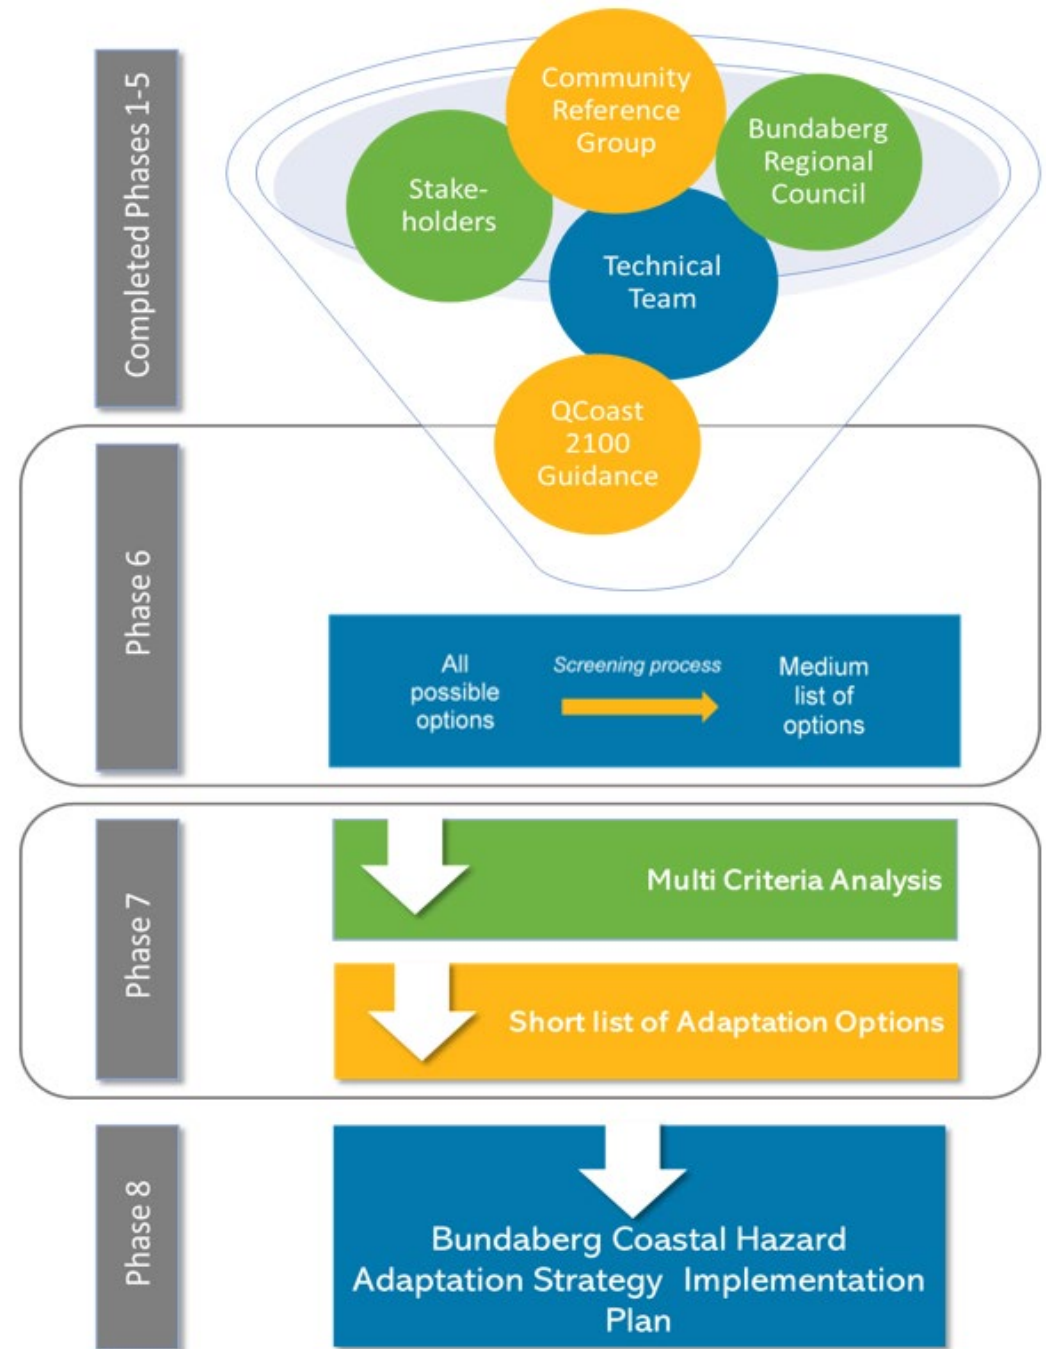 Completed Phases 1-5
Community
Reference
Group
Bundaberg
Regional
Council
Stake-
holders
Technical
Team
QCoast
2100
Guidance
Phase 6
All
possible
options
Screening process
Medium
list of
options
Phase 7
Multi Criteria Analysis
Short list of Adaptation Options
Phase 8
Bundaberg Coastal Hazard
Adaptation Strategy Implementation
Plan